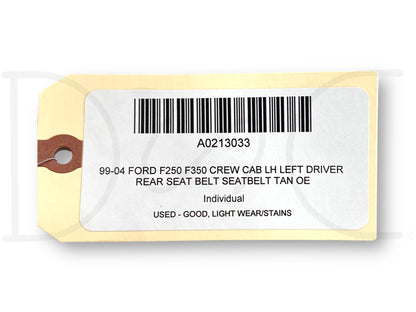 A0213033
99-04 FORD F250 F350 CREW CAB LH LEFT DRIVER
REAR SEAT BELT SEATBELT TAN OE
Individual
USED - GOOD, LIGHT WEAR/STAINS